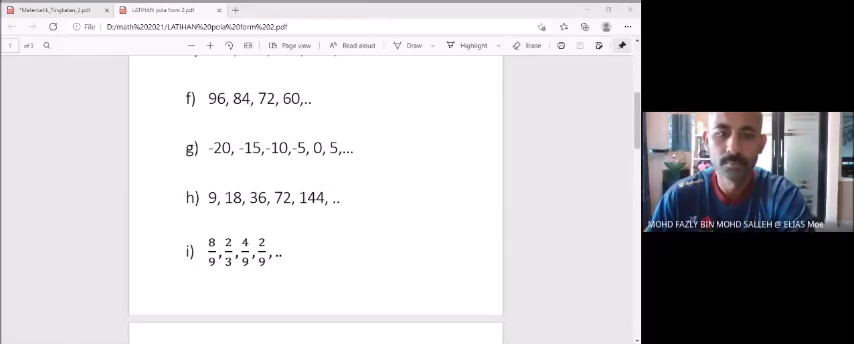 *Matematik_Tingkatan_2.pdf
LATIHAN pola form 2.pdf
File
D:/math%202021/LATIHAN%20pola%20form%202.pdf
1 of 3
Page view
Read aloud
Draw
Highlight
Erase
f) 96, 84, 72, 60,..
g) -20, -15,-10,-5, 0, 5,...
h) 9, 18, 36, 72, 144, ..
i) 8/9, 2/3, 4/9, 2/9, ..
MOHD FAZLY BIN MOHD SALLEH @ ELIAS Moe